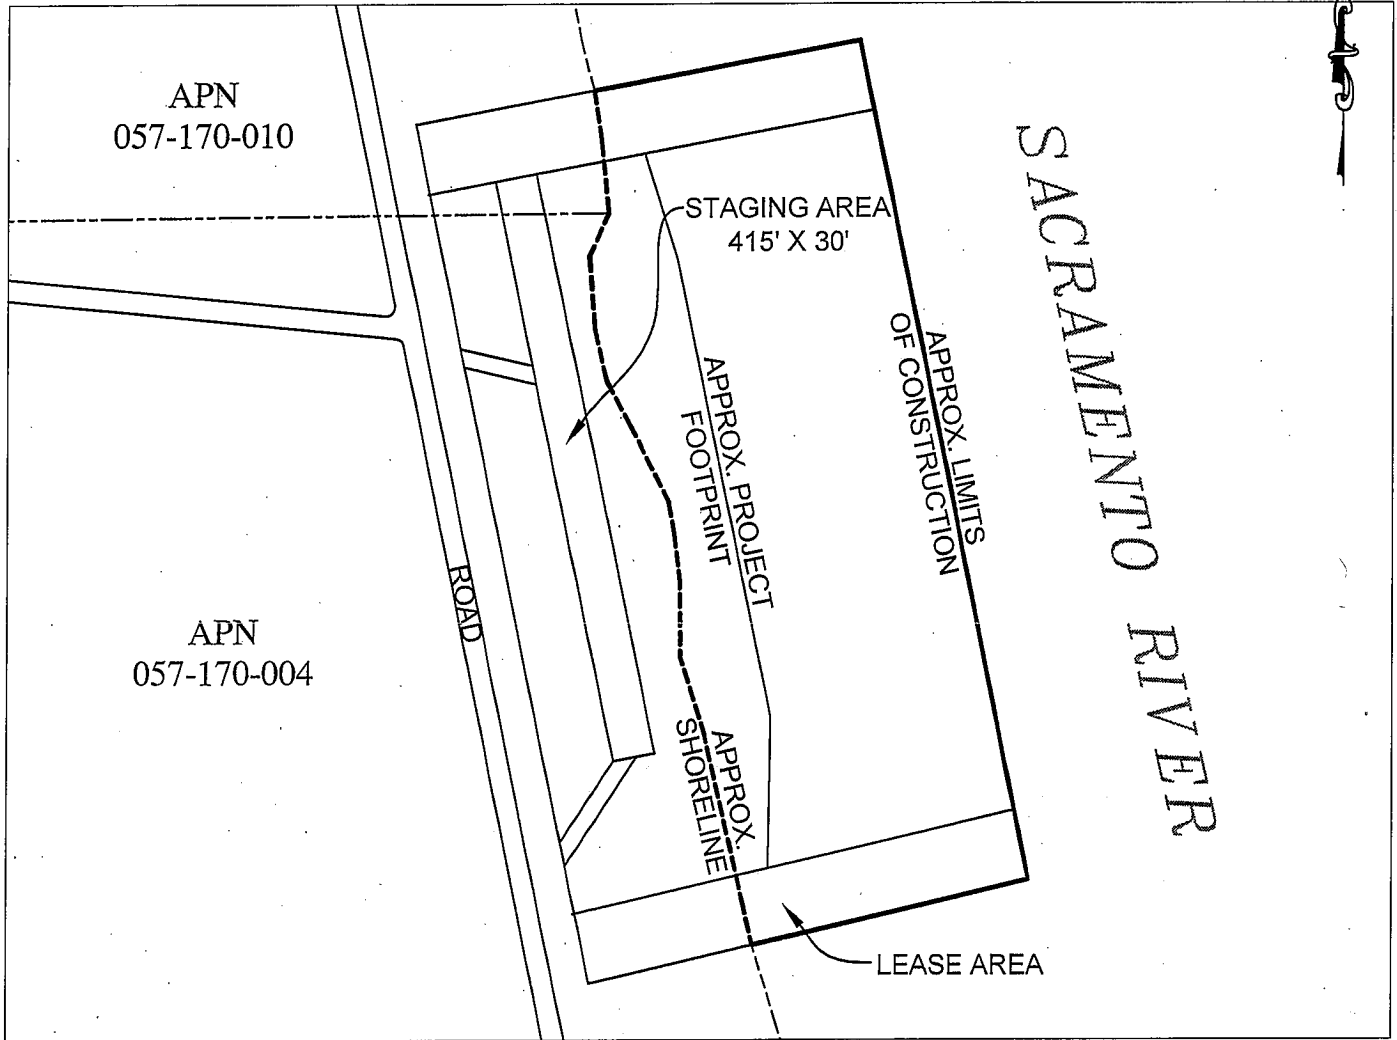 APN
057-170-010
STAGING AREA
415' X 30'
SACRAMENTO RIVER
APPROX. LIMITS
OF CONSTRUCTION
APPROX. PROJECT
FOOTPRINT
ROAD
APN
057-170-004
APPROX.
SHORELINE
LEASE AREA